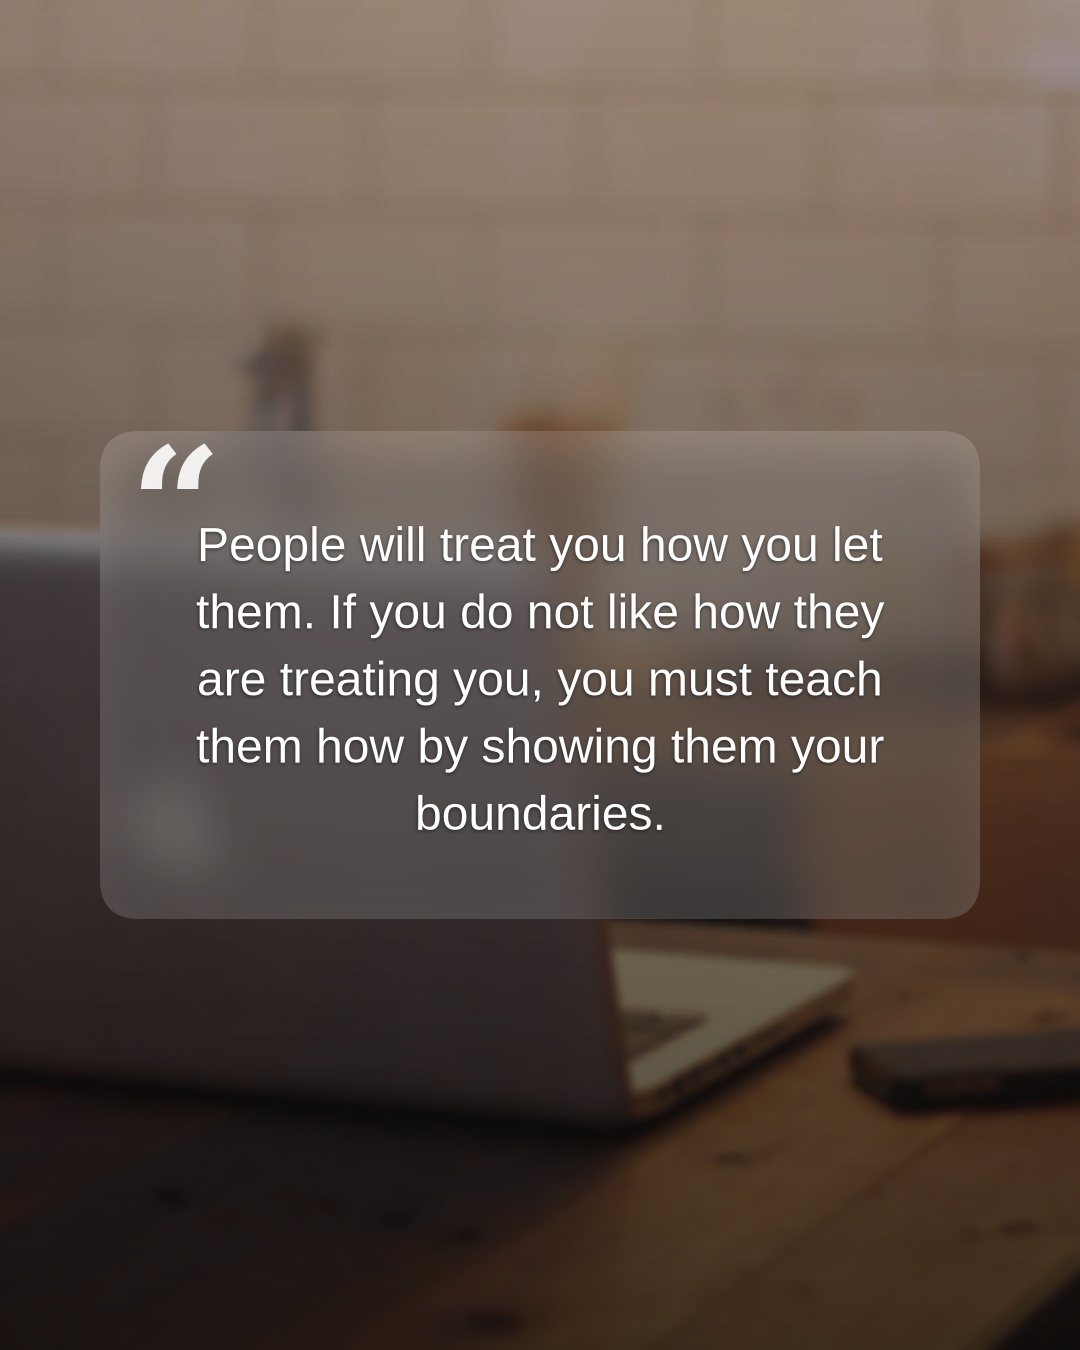 “
People will treat you how you let
them. If you do not like how they
are treating you, you must teach
them how by showing them your
boundaries.